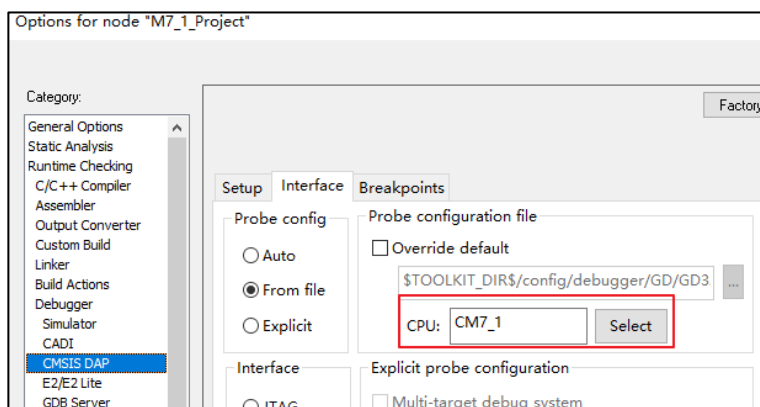 Options for node "M7_1_Project"
Category:
Factory
General Options
Static Analysis
Runtime Checking
C/C++ Compiler
Assembler
Output Converter
Custom Build
Linker
Build Actions
Debugger
Simulator
CADI
CMSIS DAP
E2/E2 Lite
GDB Server
Setup Interface Breakpoints
Probe config
Auto
From file
Explicit
Probe configuration file
Override default
$TOOLKIT_DIR$/config/debugger/GD/GD3
...
CPU: CM7_1 Select
Interface
JTAG
Explicit probe configuration
Multi-target debug system